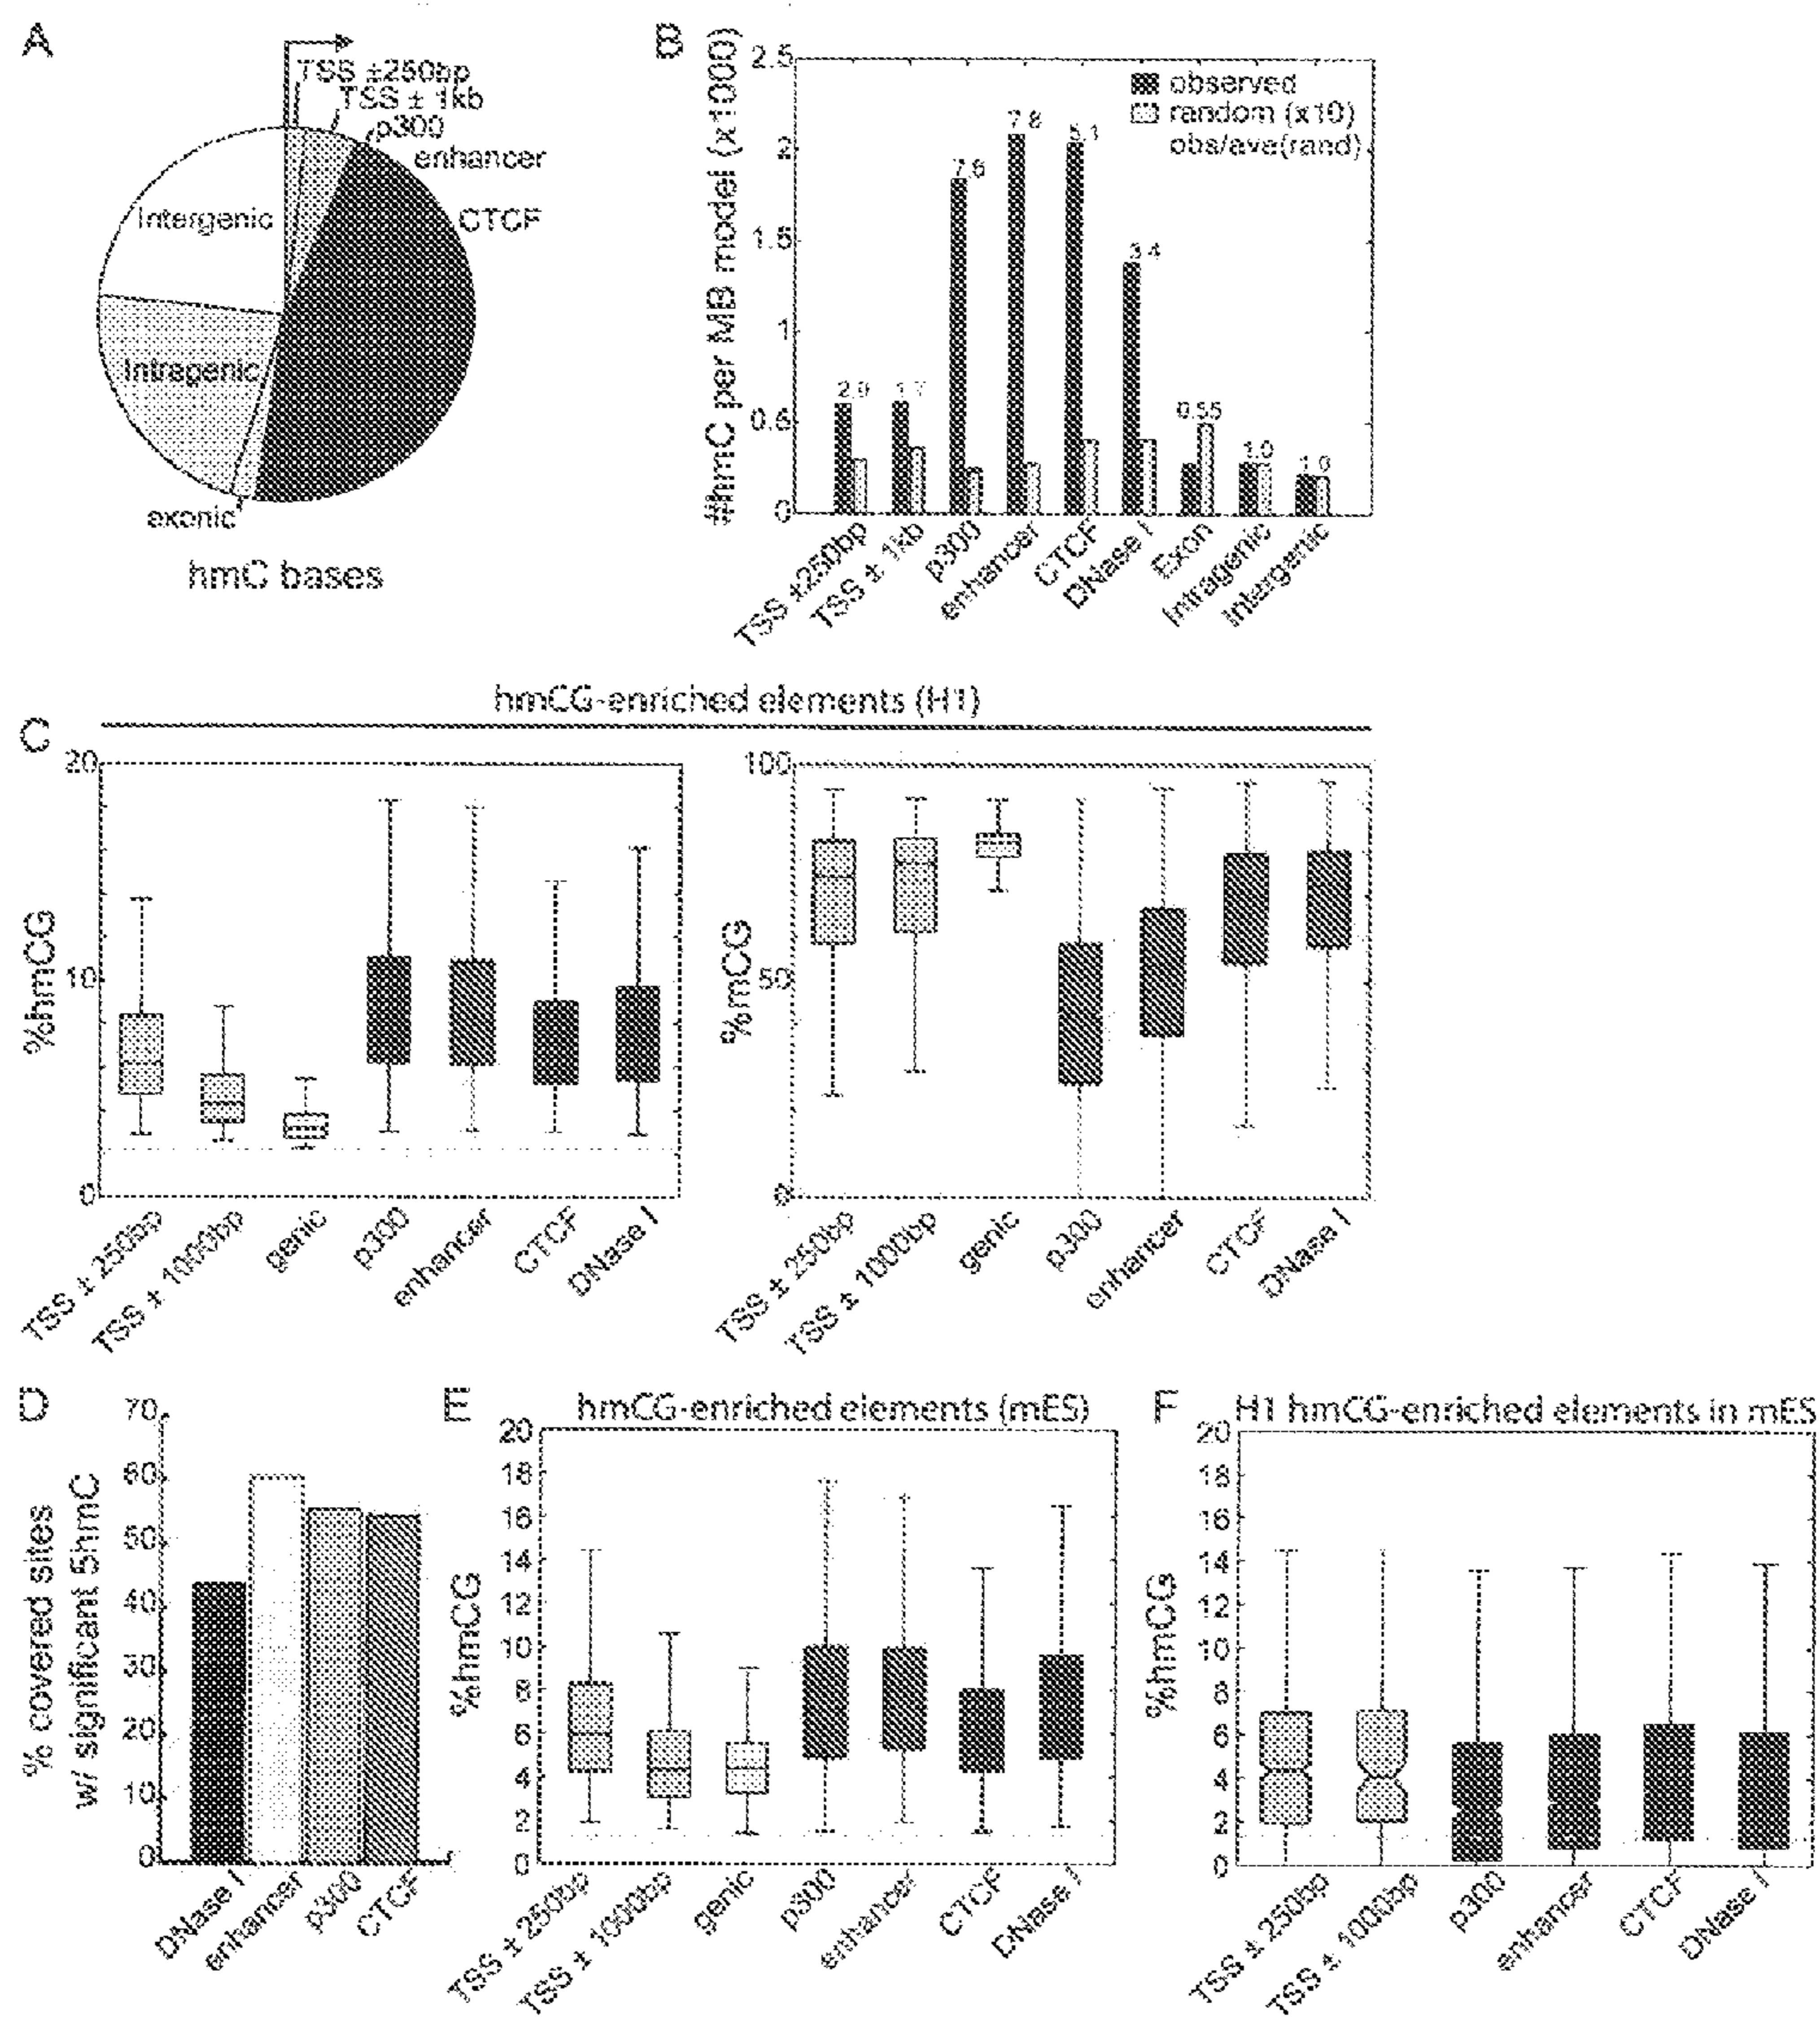 A
TSS ±250bp
TSS ± 1kb
p300
enhancer
CTCF
Intergenic
Intragenic
exonic
hmC bases
B
#hmC per MB model (x1000)
2.5
2
1.5
1
0.5
0
observed
random (x10)
obs/ave(rand)
2.9
1.7
7.6
7.8
5.1
3.4
0.55
1.0
1.0
TSS ±250bp
TSS ± 1kb
p300
enhancer
CTCF
DNase I
Exon
Intragenic
Intergenic
hmCG-enriched elements (H1)
C
%hmCG
20
10
0
TSS ± 250bp
TSS ± 1000bp
genic
p300
enhancer
CTCF
DNase I
%mCG
100
50
0
TSS ± 250bp
TSS ± 1000bp
genic
p300
enhancer
CTCF
DNase I
D
% covered sites
w/ significant 5hmC
70
60
50
40
30
20
10
0
DNase I
enhancer
p300
CTCF
E
hmCG-enriched elements (mES)
%hmCG
20
18
16
14
12
10
8
6
4
2
0
TSS ± 250bp
TSS ± 1000bp
genic
p300
enhancer
CTCF
DNase I
F
H1 hmCG-enriched elements in mES
%hmCG
20
18
16
14
12
10
8
6
4
2
0
TSS ± 250bp
TSS ± 1000bp
p300
enhancer
CTCF
DNase I